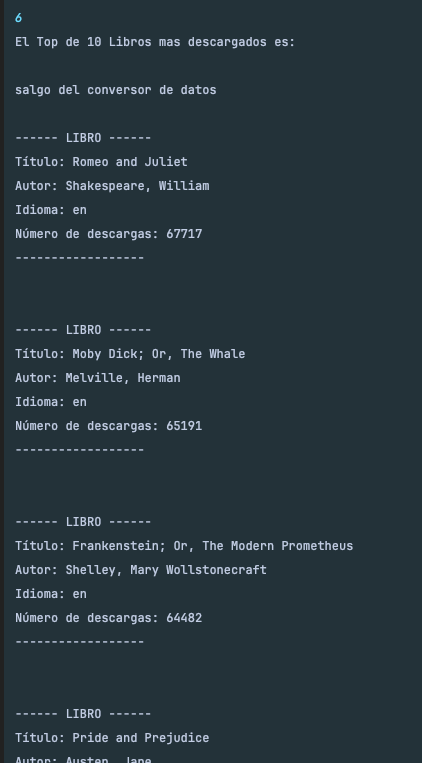 6
El Top de 10 Libros mas descargados es:
salgo del conversor de datos
------ LIBRO ------
Título: Romeo and Juliet
Autor: Shakespeare, William
Idioma: en
Número de descargas: 67717
------------------
------ LIBRO ------
Título: Moby Dick; Or, The Whale
Autor: Melville, Herman
Idioma: en
Número de descargas: 65191
------------------
------ LIBRO ------
Título: Frankenstein; Or, The Modern Prometheus
Autor: Shelley, Mary Wollstonecraft
Idioma: en
Número de descargas: 64482
------------------
------ LIBRO ------
Título: Pride and Prejudice
Autor: Austen, Jane